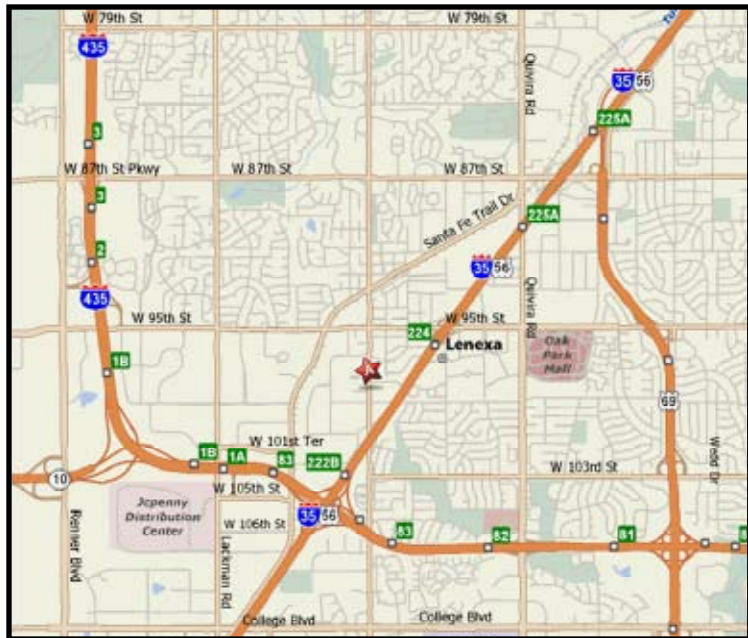 W 79th St
W 79th St
435
Quivira Rd
35 56
225A
3
W 87th St Pkwy
W 87th St
W 87th St
3
Santa Fe Trail Dr
225A
2
35 56
435
Quivira Rd
W 95th St
W 95th St
224
Lenexa
Oak
Park
Mall
1B
69
W 101st Ter
Wedd Dr
1B
1A
83
222B
W 103rd St
10
W 105th St
Jcpenny
Distribution
Center
35 56
W 106th St
83
82
81
Renner Blvd
Lackman Rd
College Blvd
College Blvd